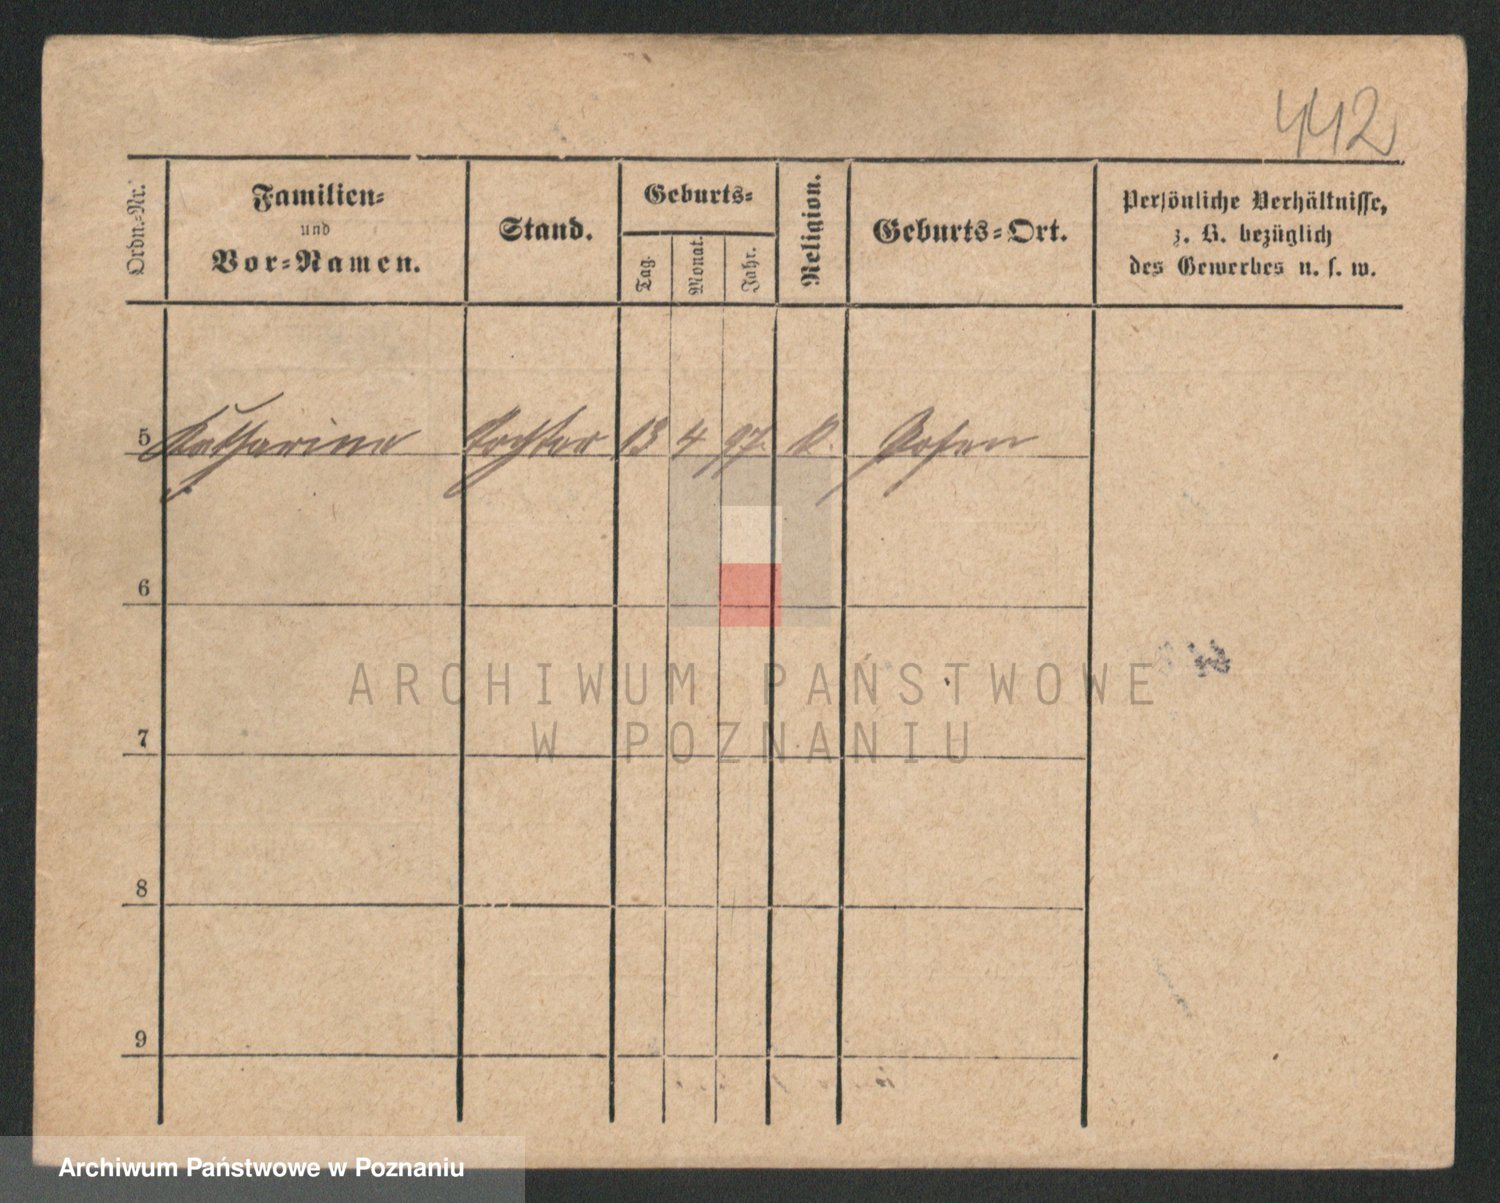 442
Ordn.-Nr.
Familien-
und
Vor-Namen.
Stand.
Geburts-
Tag.
Monat.
Jahr.
Religion.
Geburts-Ort.
Persönliche Verhältnisse,
z. B. bezüglich
des Gewerbes u. s. w.
5 Katharina Tochter 13 4 97. k. Posen
6
7
8
9
ARCHIWUM PAŃSTWOWE
W POZNANIU
Archiwum Państwowe w Poznaniu